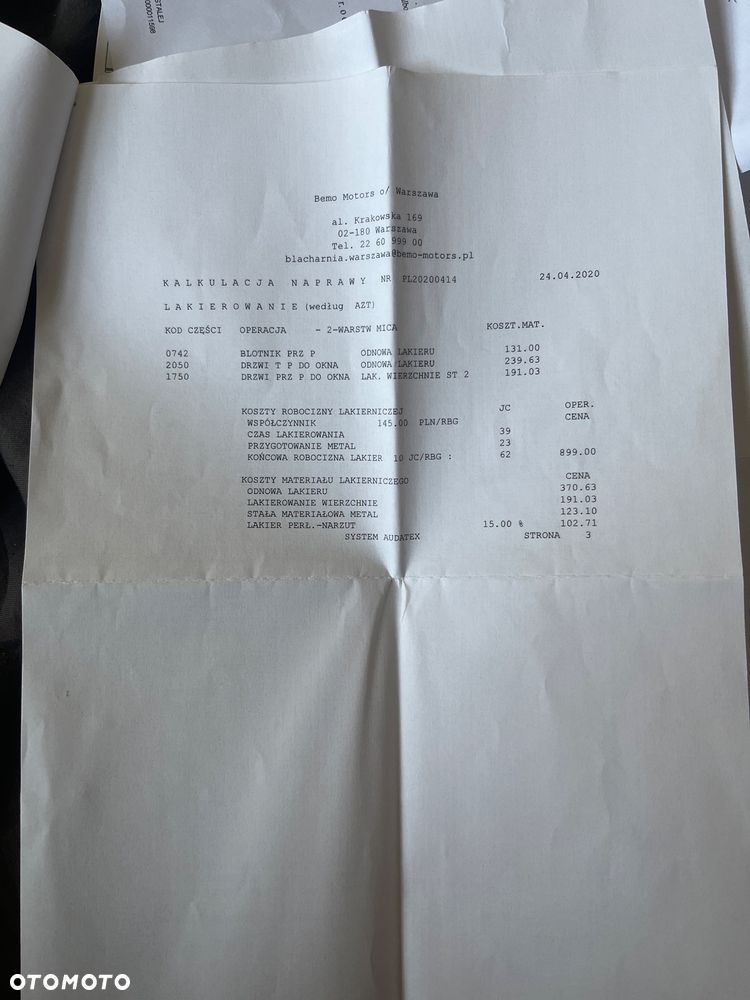 STALEJ
000011598
Bemo Motors o/ Warszawa
al. Krakowska 169
02-180 Warszawa
Tel. 22 60 999 00
blacharnia.warszawa@bemo-motors.pl
K A L K U L A C J A   N A P R A W Y   NR   PL20200414   24.04.2020
L A K I E R O W A N I E (według AZT)
KOD CZĘŚCI   OPERACJA   - 2-WARSTW MICA   KOSZT.MAT.
0742   BLOTNIK PRZ P   ODNOWA LAKIERU   131.00
2050   DRZWI T P DO OKNA   ODNOWA LAKIERU   239.63
1750   DRZWI PRZ P DO OKNA   LAK. WIERZCHNIE ST 2   191.03
KOSZTY ROBOCIZNY LAKIERNICZEJ   JC   OPER.
CENA
WSPÓŁCZYNNIK   145.00 PLN/RBG
CZAS LAKIEROWANIA   39
PRZYGOTOWANIE METAL   23
KOŃCOWA ROBOCIZNA LAKIER   10 JC/RBG :   62   899.00
KOSZTY MATERIAŁU LAKIERNICZEGO   CENA
ODNOWA LAKIERU   370.63
LAKIEROWANIE WIERZCHNIE   191.03
STAŁA MATERIAŁOWA METAL   123.10
LAKIER PERŁ.-NARZUT   15.00 %   102.71
SYSTEM AUDATEX   STRONA   3
OTOMOTO